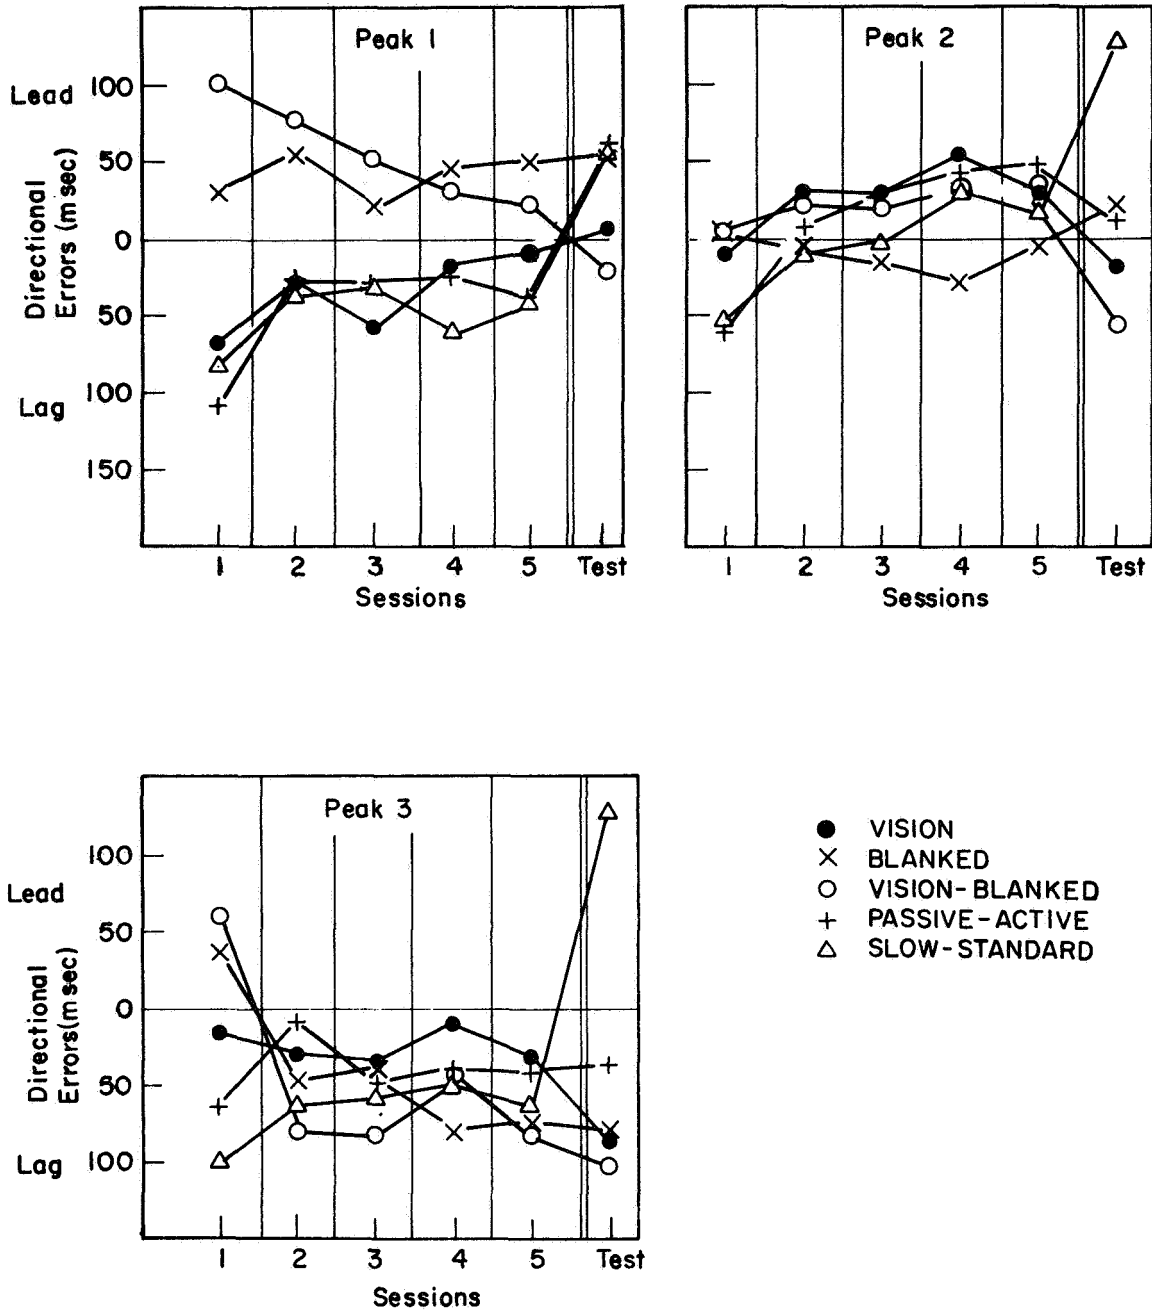 Peak 1
Lead
100
50
0
50
100
150
Lag
Directional
Errors (msec)
1 2 3 4 5 Test
Sessions
Peak 2
1 2 3 4 5 Test
Sessions
Peak 3
Lead
100
50
0
50
100
Lag
Directional
Errors(msec)
1 2 3 4 5 Test
Sessions
VISION
BLANKED
VISION-BLANKED
PASSIVE-ACTIVE
SLOW-STANDARD